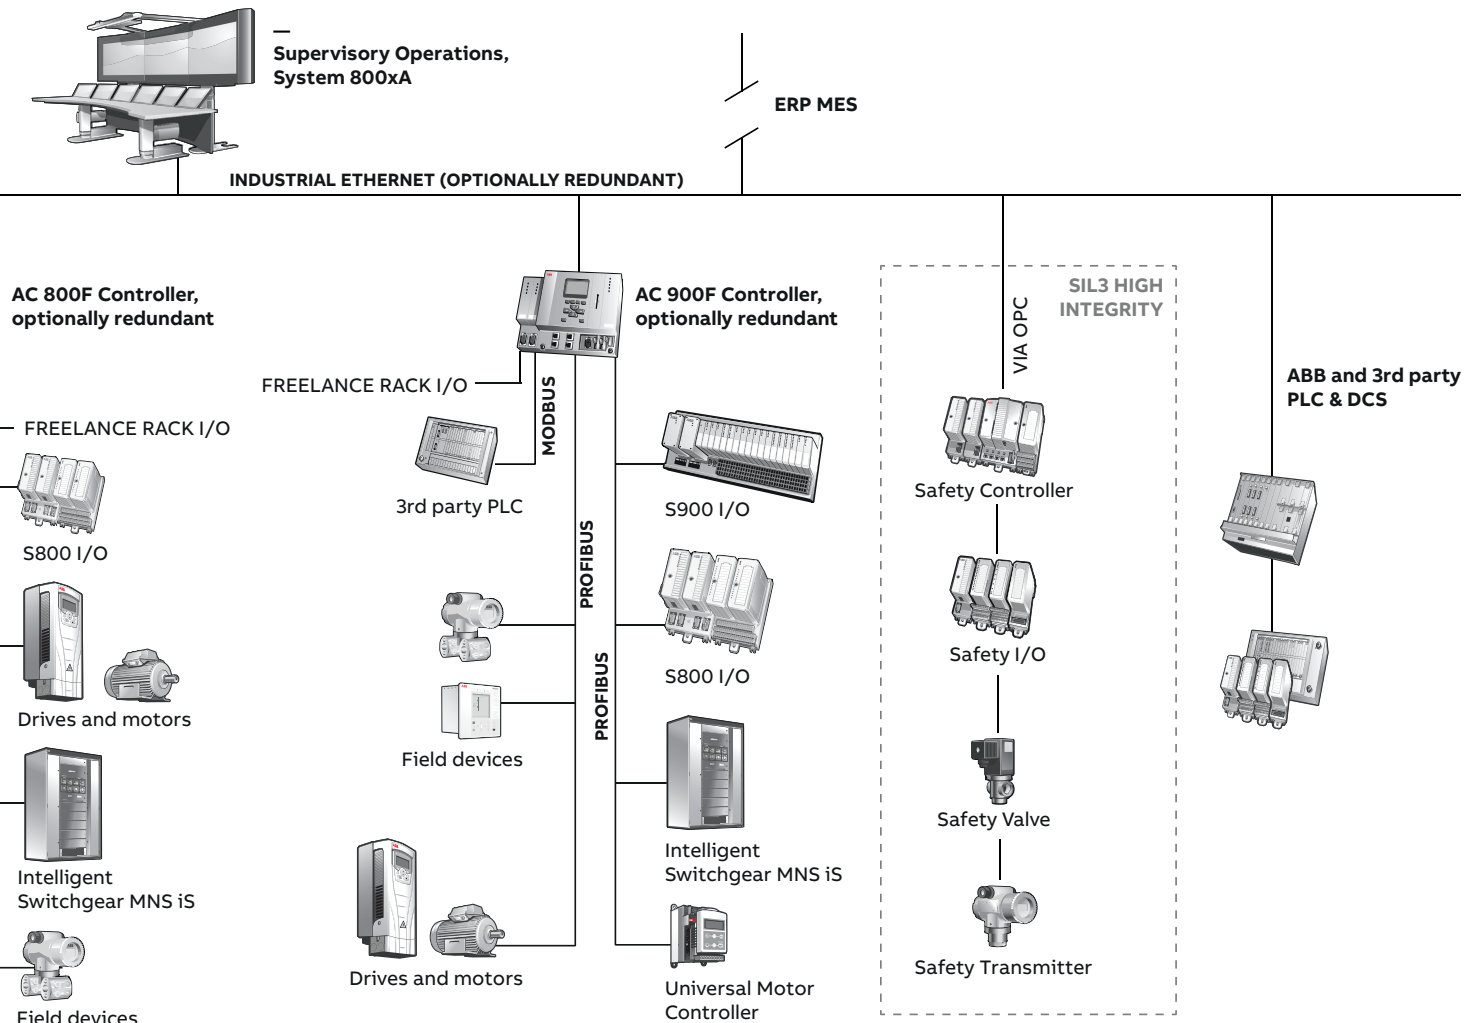 Supervisory Operations,
System 800xA
ERP MES
INDUSTRIAL ETHERNET (OPTIONALLY REDUNDANT)
AC 800F Controller,
optionally redundant
FREELANCE RACK I/O
S800 I/O
Drives and motors
Intelligent
Switchgear MNS iS
Field devices
AC 900F Controller,
optionally redundant
FREELANCE RACK I/O
MODBUS
3rd party PLC
PROFIBUS
Field devices
Drives and motors
PROFIBUS
S900 I/O
S800 I/O
Intelligent
Switchgear MNS iS
Universal Motor
Controller
SIL3 HIGH
INTEGRITY
VIA OPC
Safety Controller
Safety I/O
Safety Valve
Safety Transmitter
ABB and 3rd party
PLC & DCS